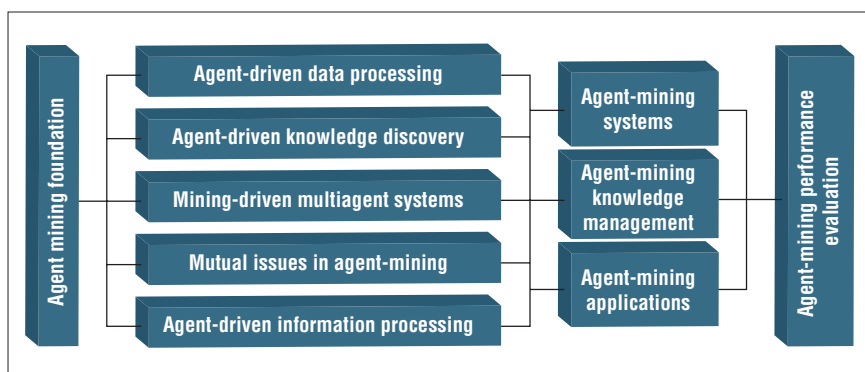 Agent mining foundation
Agent-driven data processing
Agent-driven knowledge discovery
Mining-driven multiagent systems
Mutual issues in agent-mining
Agent-driven information processing
Agent-mining
systems
Agent-mining
knowledge
management
Agent-mining
applications
Agent-mining performance
evaluation